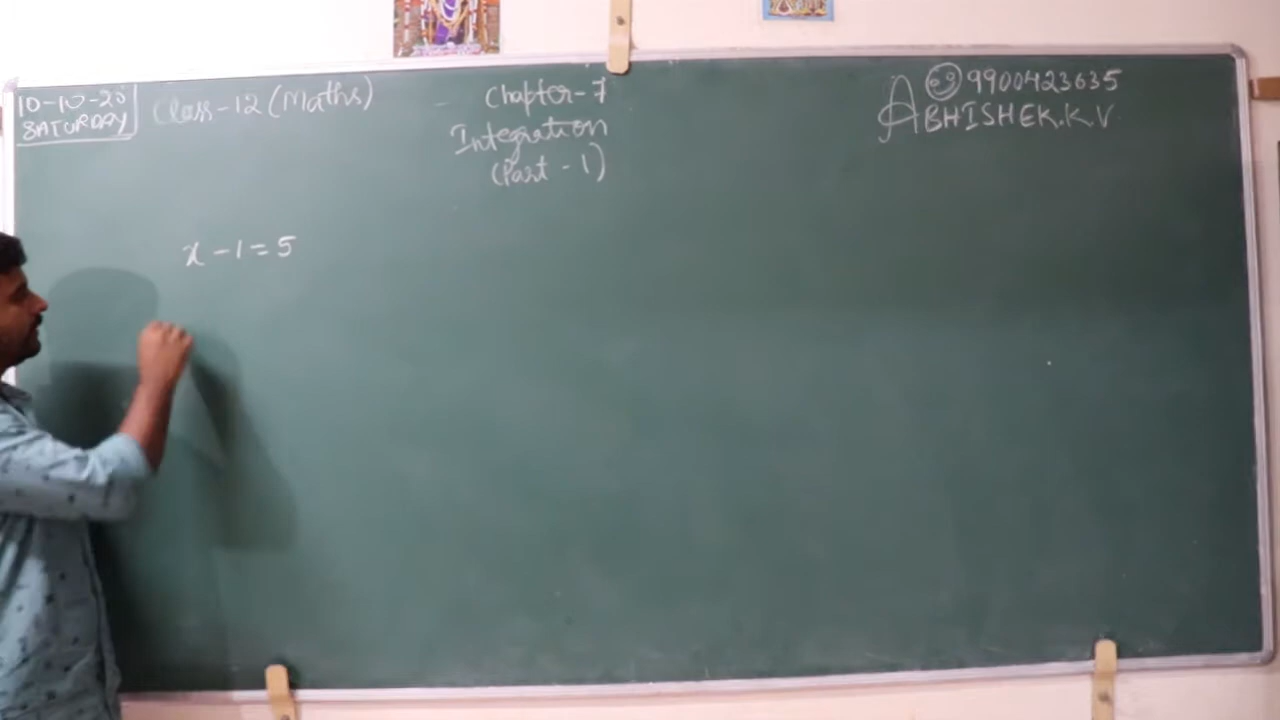 10-10-20
SATURDAY
Class-12 (Maths)
Chapter-7
Integration
(Part - 1)
9900423635
ABHISHEK.K.V
x - 1 = 5